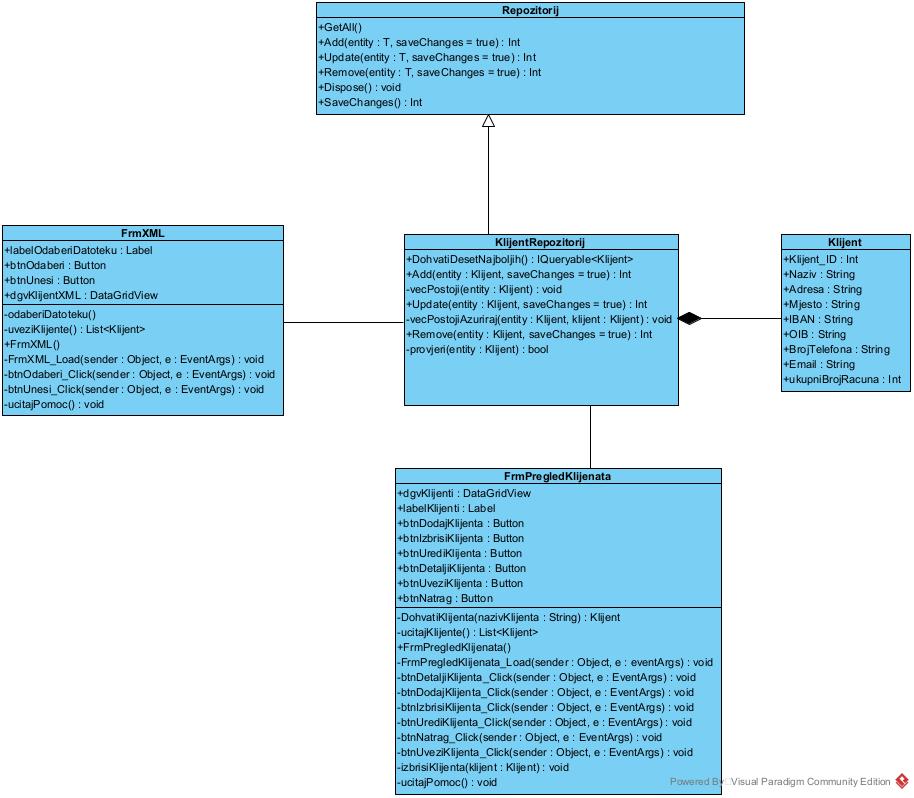 Repozitorij
+GetAll()
+Add(entity : T, saveChanges = true) : Int
+Update(entity : T, saveChanges = true) : Int
+Remove(entity : T, saveChanges = true) : Int
+Dispose() : void
+SaveChanges() : Int
FrmXML
+labelOdaberiDatoteku : Label
+btnOdaberi : Button
+btnUnesi : Button
+dgvKlijentXML : DataGridView
-odaberiDatoteku()
-uveziKlijente() : List<Klijent>
+FrmXML()
-FrmXML_Load(sender : Object, e : EventArgs) : void
-btnOdaberi_Click(sender : Object, e : EventArgs) : void
-btnUnesi_Click(sender : Object, e : EventArgs) : void
-ucitajPomoc() : void
KlijentRepozitorij
+DohvatiDesetNajboljih() : IQueryable<Klijent>
+Add(entity : Klijent, saveChanges = true) : Int
-vecPostoji(entity : Klijent) : void
+Update(entity : Klijent, saveChanges = true) : Int
-vecPostojiAzuriraj(entity : Klijent, klijent : Klijent) : void
+Remove(entity : Klijent, saveChanges = true) : Int
-provjeri(entity : Klijent) : bool
Klijent
+Klijent_ID : Int
+Naziv : String
+Adresa : String
+Mjesto : String
+IBAN : String
+OIB : String
+BrojTelefona : String
+Email : String
+ukupniBrojRacuna : Int
FrmPregledKlijenata
+dgvKlijenti : DataGridView
+labelKlijenti : Label
+btnDodajKlijenta : Button
+btnIzbrisiKlijenta : Button
+btnUrediKlijenta : Button
+btnDetaljiKlijenta : Button
+btnUveziKlijenta : Button
+btnNatrag : Button
-DohvatiKlijenta(nazivKlijenta : String) : Klijent
-ucitajKlijente() : List<Klijent>
+FrmPregledKlijenata()
-FrmPregledKlijenata_Load(sender : Object, e : eventArgs) : void
-btnDetaljiKlijenta_Click(sender : Object, e : EventArgs) : void
-btnDodajKlijenta_Click(sender : Object, e : EventArgs) : void
-btnIzbrisiKlijenta_Click(sender : Object, e : EventArgs) : void
-btnUrediKlijenta_Click(sender : Object, e : EventArgs) : void
-btnNatrag_Click(sender : Object, e : EventArgs) : void
-btnUveziKlijenta_Click(sender : Object, e : EventArgs) : void
-izbrisiKlijenta(klijent : Klijent) : void
-ucitajPomoc() : void
Powered By Visual Paradigm Community Edition